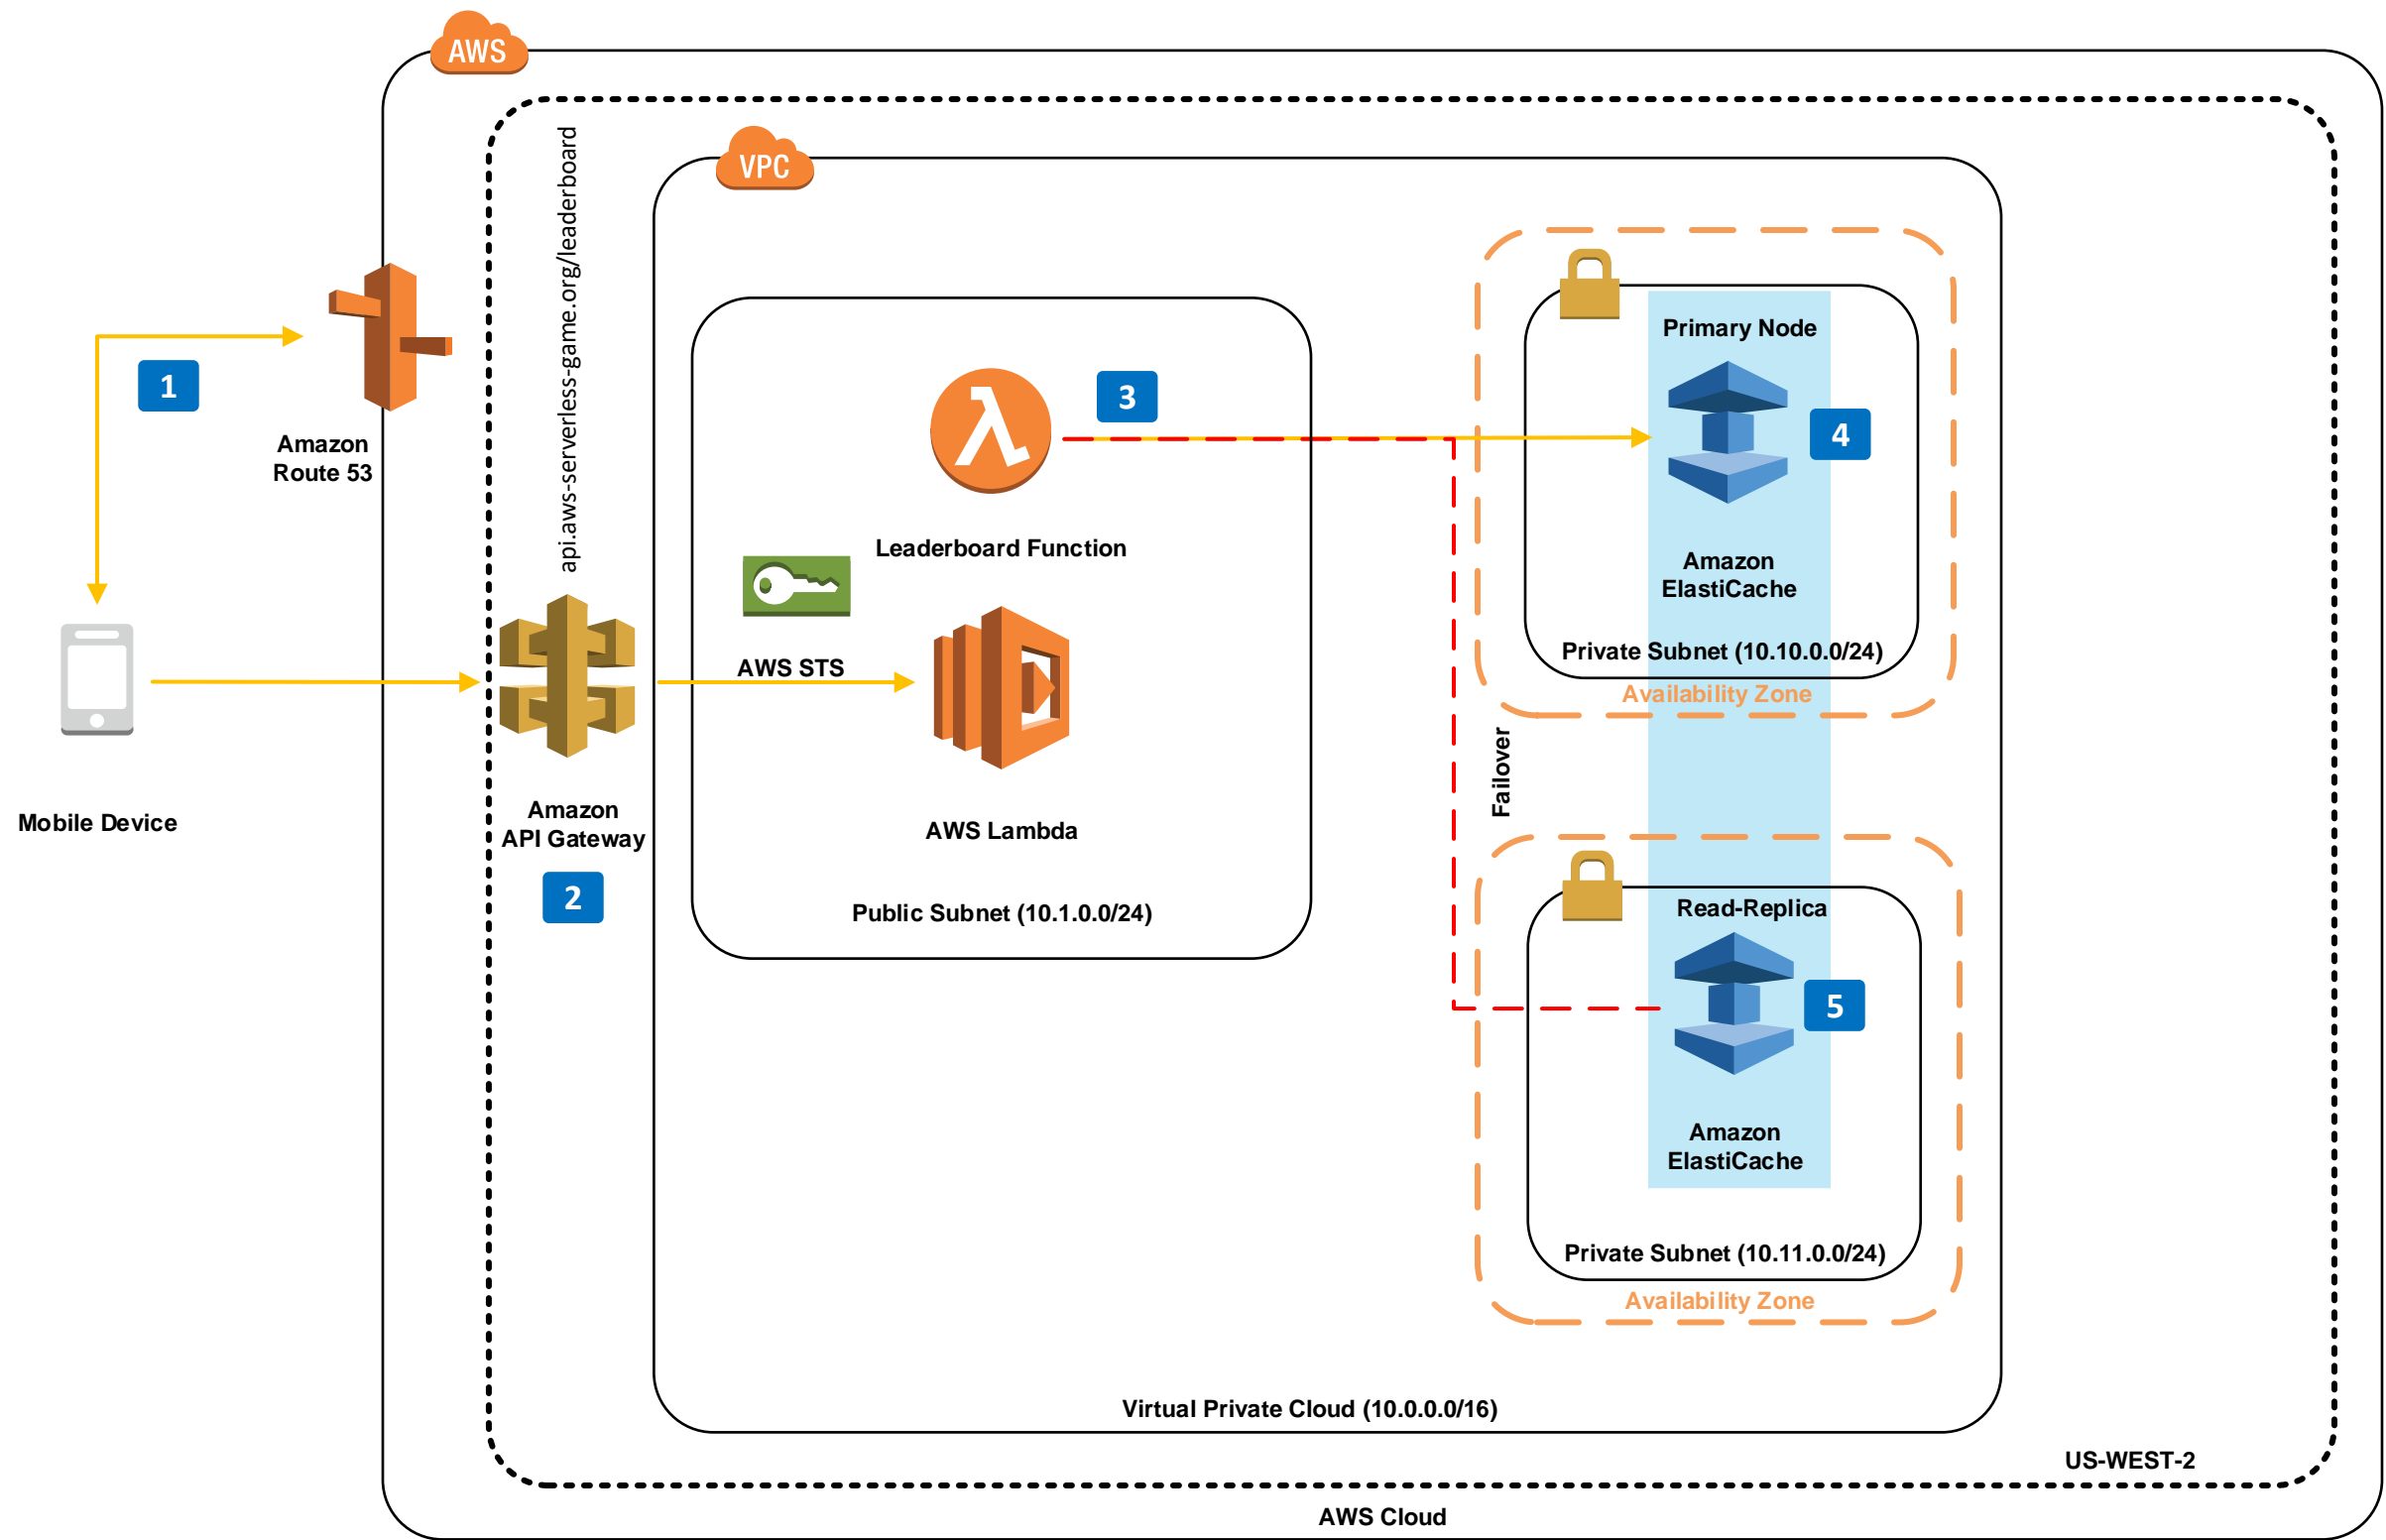 AWS
VPC
api.aws-serverless-game.org/leaderboard
1
Amazon
Route 53
Mobile Device
Amazon
API Gateway
2
3
Leaderboard Function
AWS STS
AWS Lambda
Public Subnet (10.1.0.0/24)
Primary Node
4
Amazon
ElastiCache
Private Subnet (10.10.0.0/24)
Availability Zone
Failover
Read-Replica
5
Amazon
ElastiCache
Private Subnet (10.11.0.0/24)
Availability Zone
Virtual Private Cloud (10.0.0.0/16)
US-WEST-2
AWS Cloud